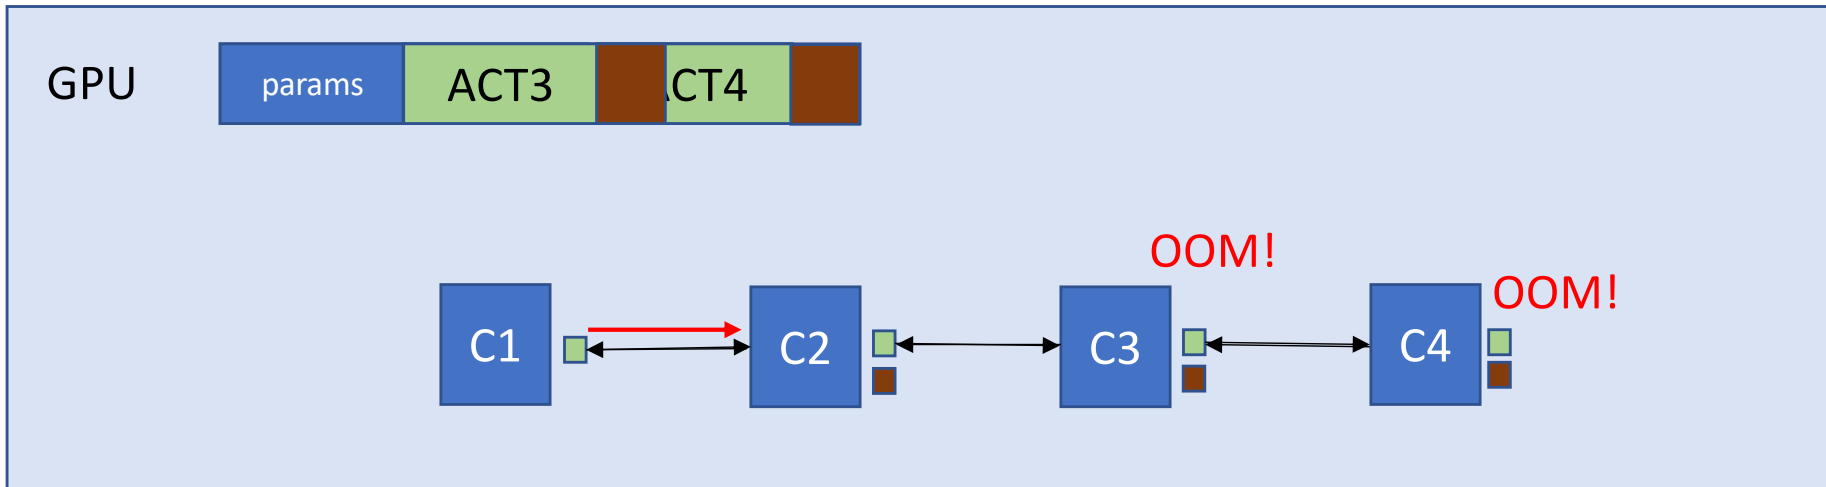 GPU
params
ACT3
CT4
OOM!
OOM!
C1
C2
C3
C4